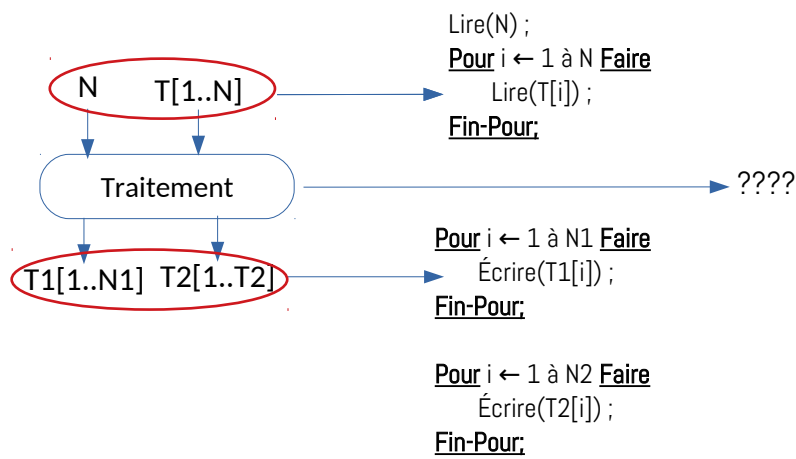 Lire(N) ;
Pour i ← 1 à N Faire
Lire(T[i]) ;
Fin-Pour;
N T[1..N]
Traitement
????
T1[1..N1] T2[1..T2]
Pour i ← 1 à N1 Faire
Écrire(T1[i]) ;
Fin-Pour;
Pour i ← 1 à N2 Faire
Écrire(T2[i]) ;
Fin-Pour;